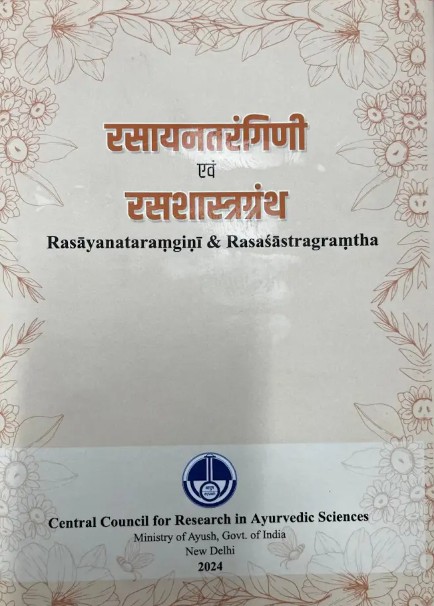 रसायनतरंगिणी
एवं
रसशास्त्रग्रंथ
Rasāyanataraṃgiṇī & Rasaśāstragraṃtha
Central Council for Research in Ayurvedic Sciences
Ministry of Ayush, Govt. of India
New Delhi
2024